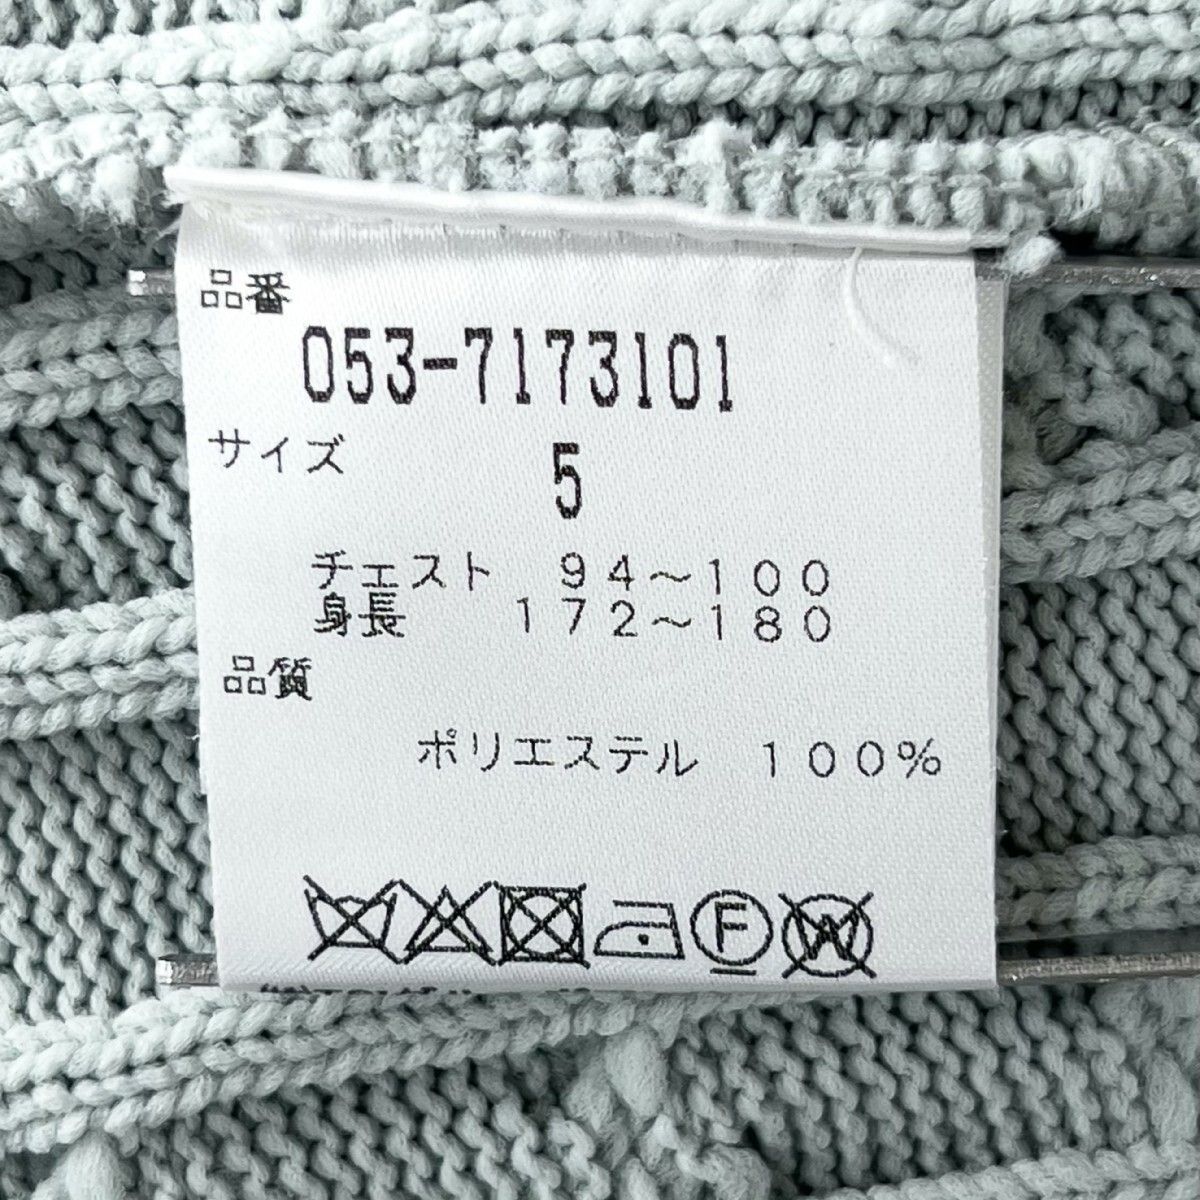 品番
053-7173101
サイズ 5
チェスト 94～100
身長 172～180
品質
ポリエステル 100%
F W